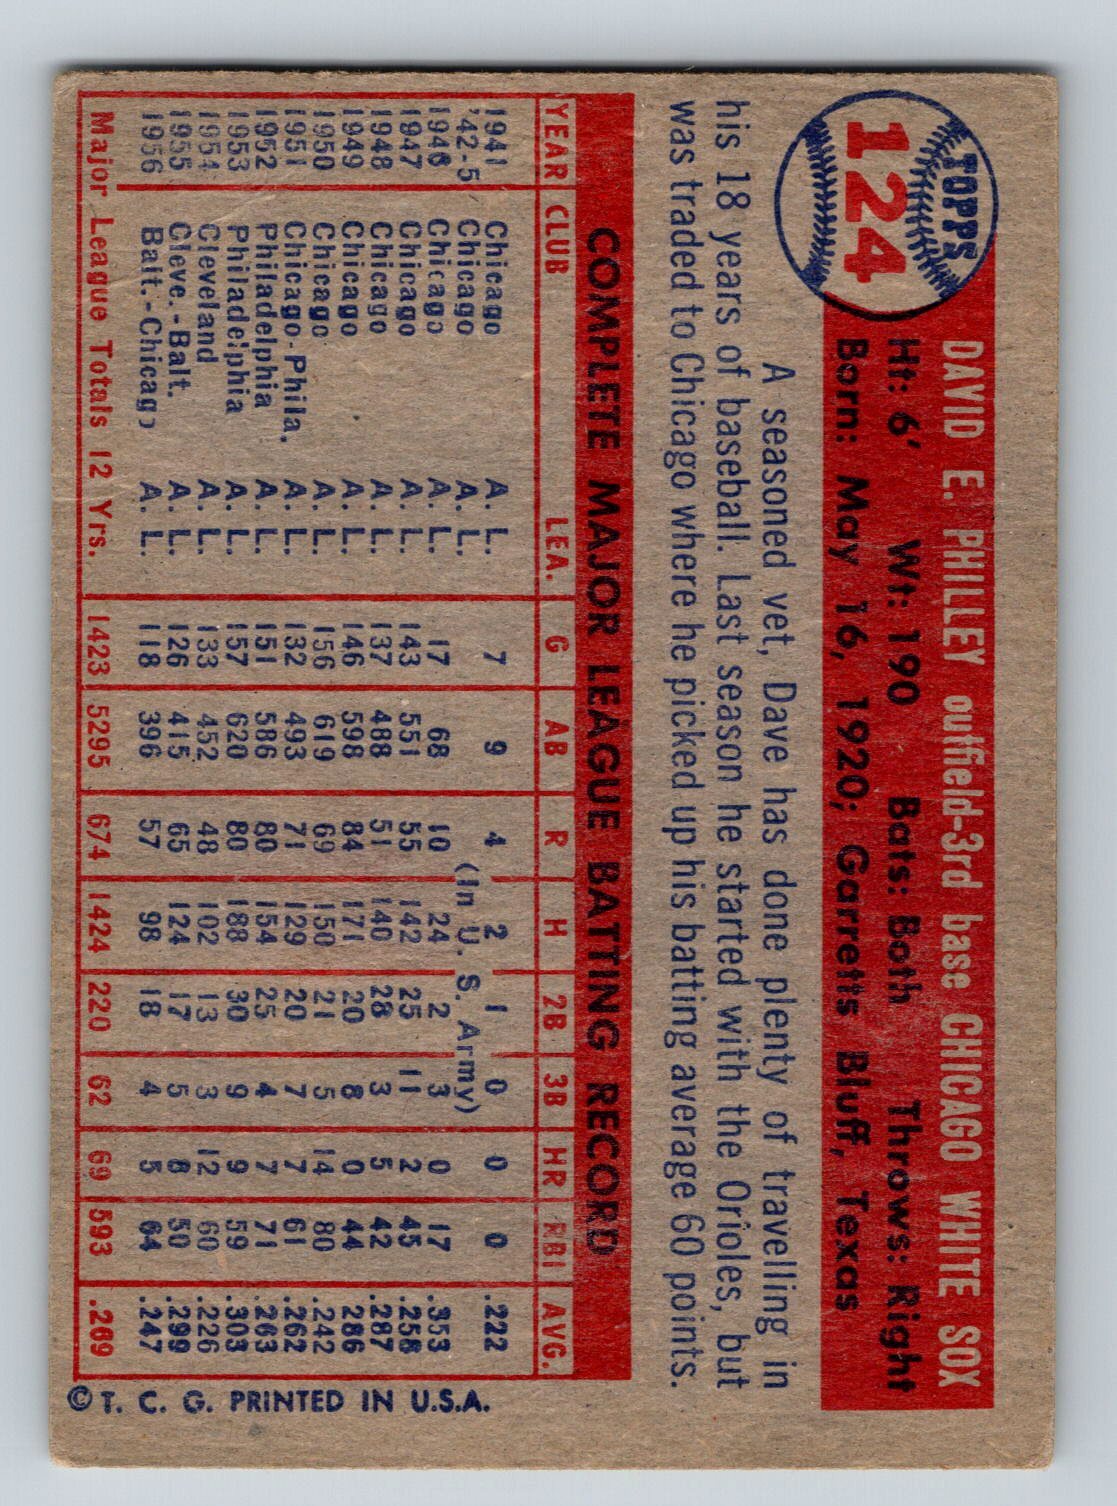 TOPPS
124
DAVID E. PHILLEY outfield-3rd base CHICAGO WHITE SOX
Ht: 6' Wt: 190 Bats: Both Throws: Right
Born: May 16, 1920; Garretts Bluff, Texas
A seasoned vet, Dave has done plenty of travelling in
his 18 years of baseball. Last season he started with the Orioles, but
was traded to Chicago where he picked up his batting average 60 points.
COMPLETE MAJOR LEAGUE BATTING RECORD
YEAR CLUB LEA. G AB R H 2B 3B HR RBI AVG.
1941 Chicago A. L. 7 9 4 2 1 0 0 0 .222
'42-5 Chicago A. L. (In U. S. Army)
1946 Chicago A. L. 17 68 10 24 2 3 0 17 .353
1947 Chicago A. L. 143 551 55 142 25 11 2 45 .258
1948 Chicago A. L. 137 488 51 140 28 3 5 42 .287
1949 Chicago A. L. 146 598 84 171 20 8 0 44 .286
1950 Chicago A. L. 156 619 69 150 21 5 14 80 .242
1951 Chicago-Phila. A. L. 132 493 71 129 20 7 7 61 .262
1952 Philadelphia A. L. 151 586 80 154 25 4 7 71 .263
1953 Philadelphia A. L. 157 620 80 188 30 9 9 59 .303
1954 Cleveland A. L. 133 452 48 102 13 3 12 60 .226
1955 Cleve.-Balt. A. L. 126 415 65 124 17 5 8 50 .299
1956 Balt.-Chicago A. L. 118 396 57 98 18 4 5 64 .247
Major League Totals 12 Yrs. 1423 5295 674 1424 220 62 69 593 .269
© T. C. G. PRINTED IN U.S.A.